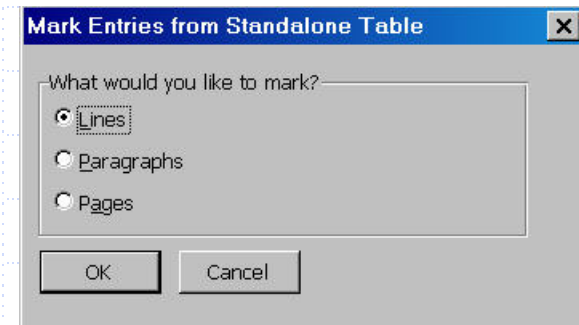 Mark Entries from Standalone Table
What would you like to mark?
Lines
Paragraphs
Pages
OK Cancel